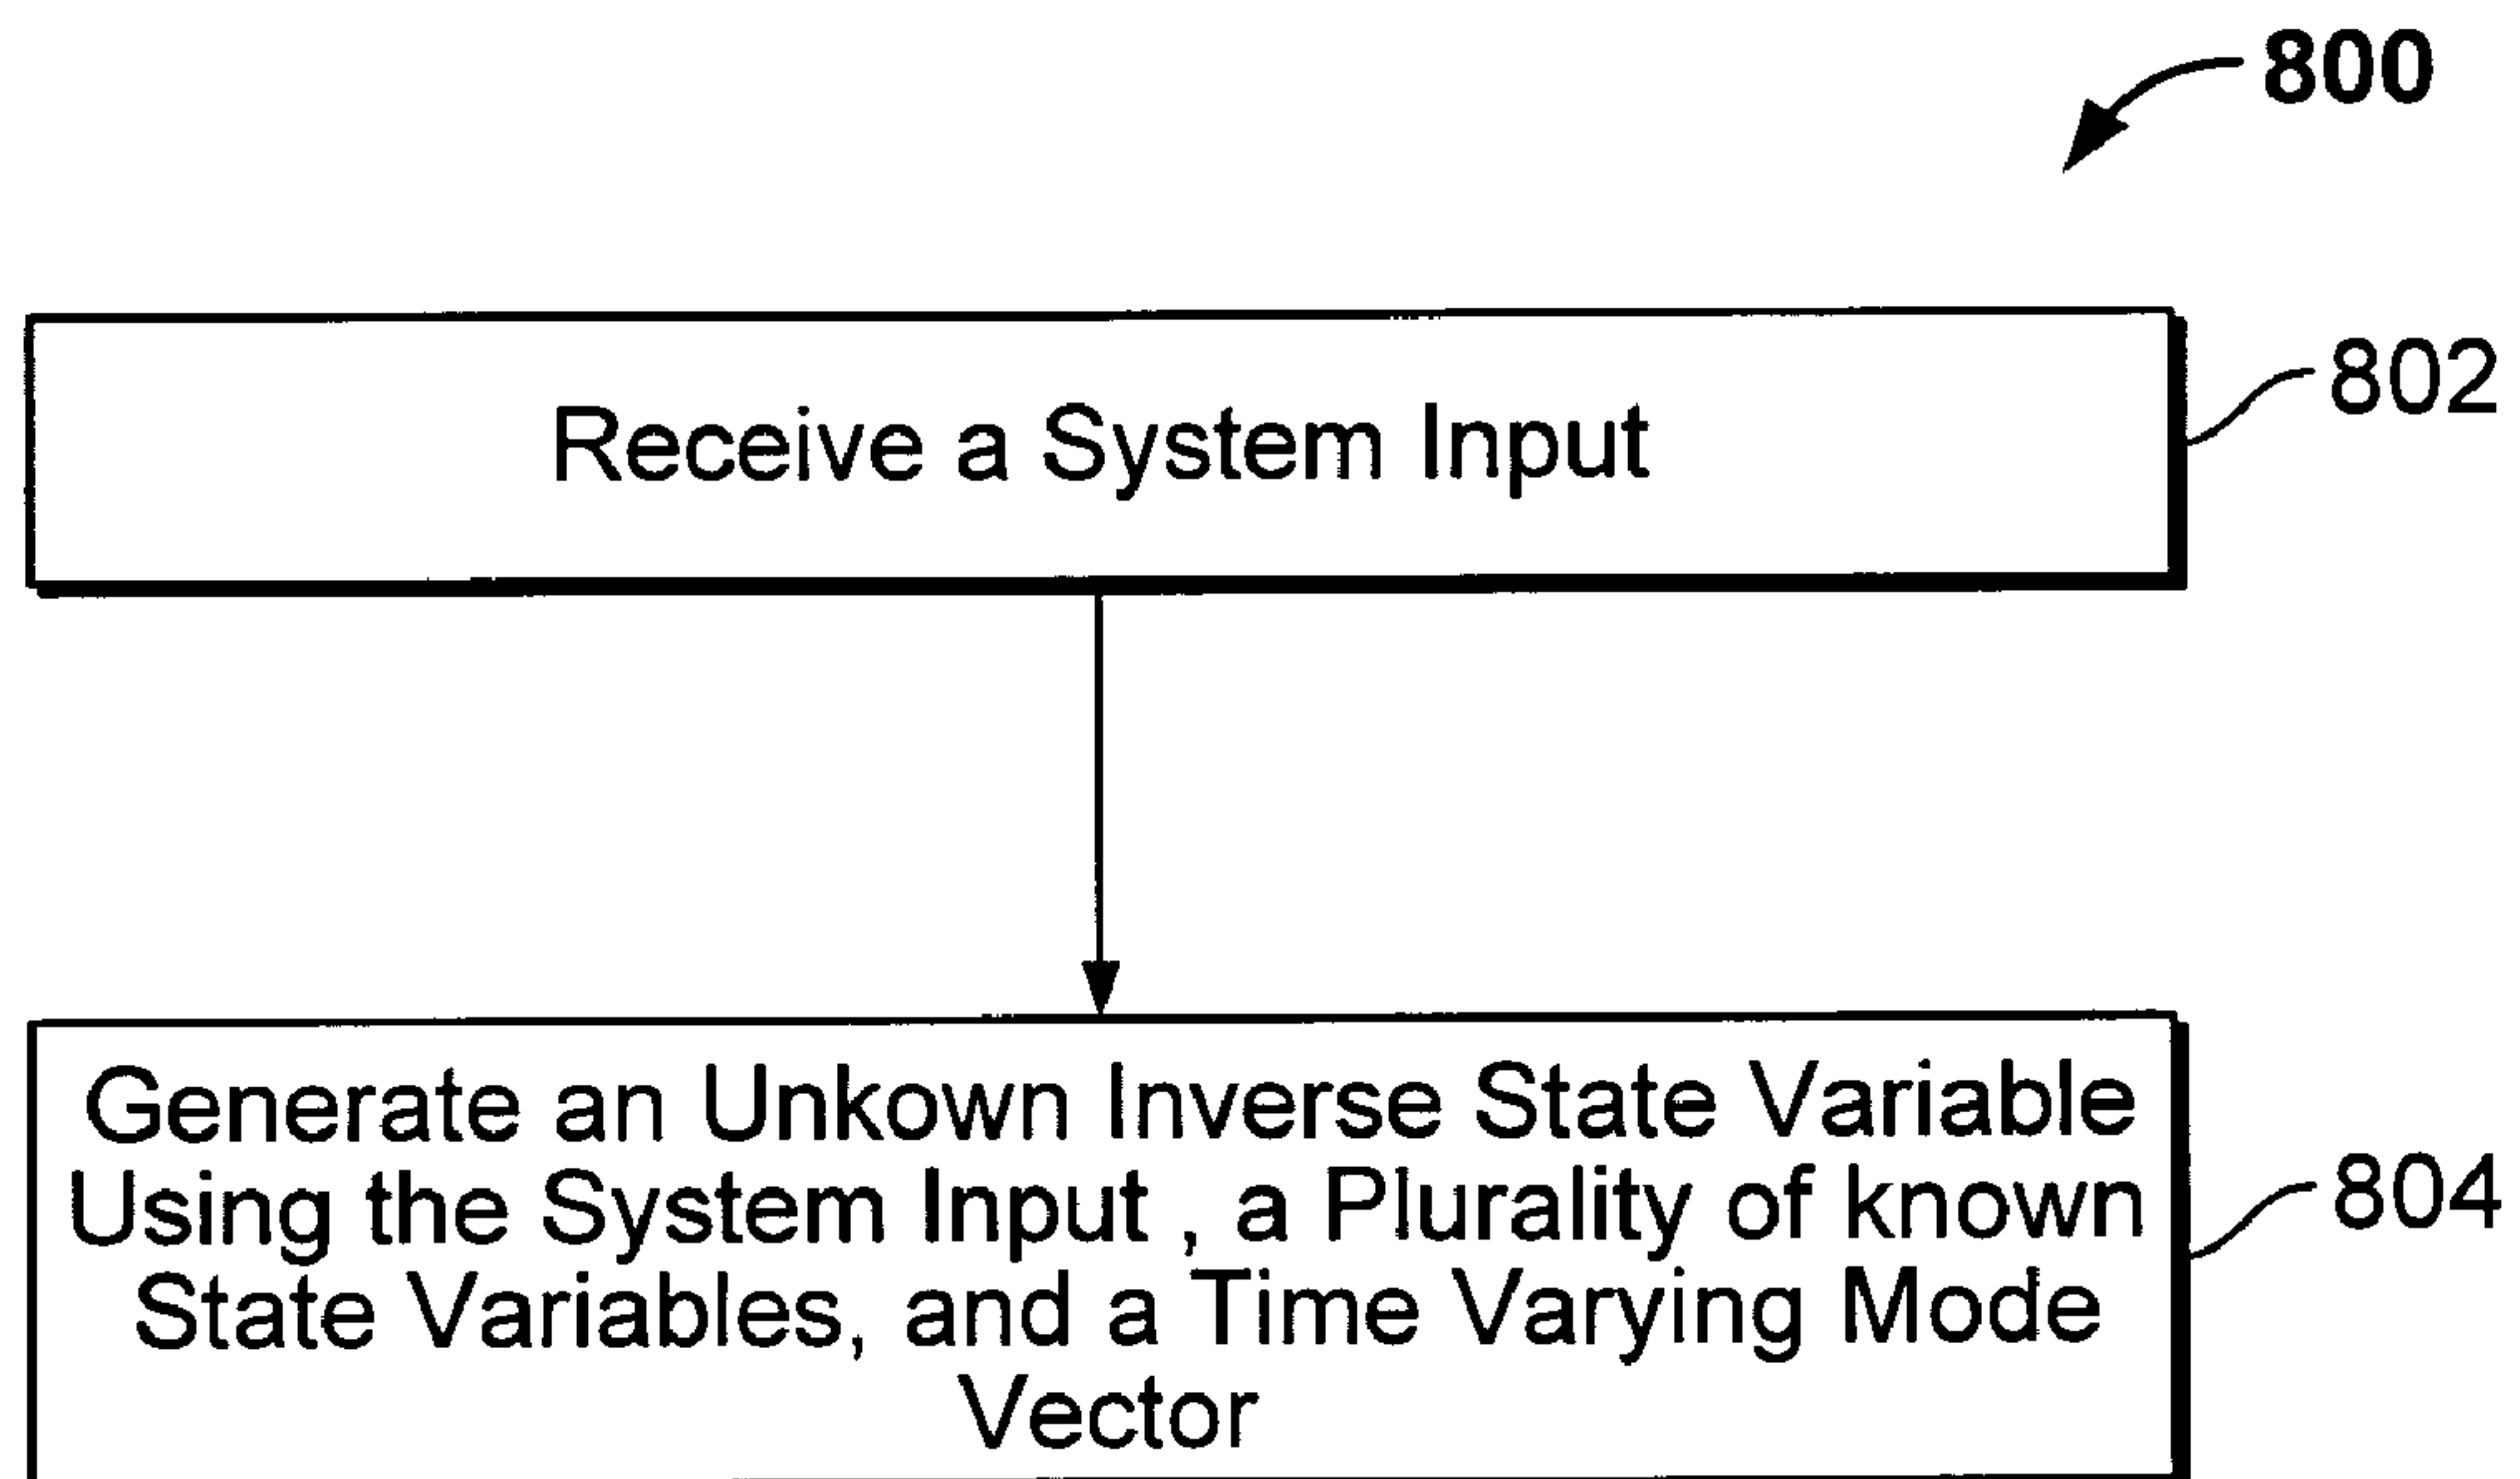 800
Receive a System Input
802
Generate an Unkown Inverse State Variable
Using the System Input , a Plurality of known
State Variables, and a Time Varying Mode
Vector
804